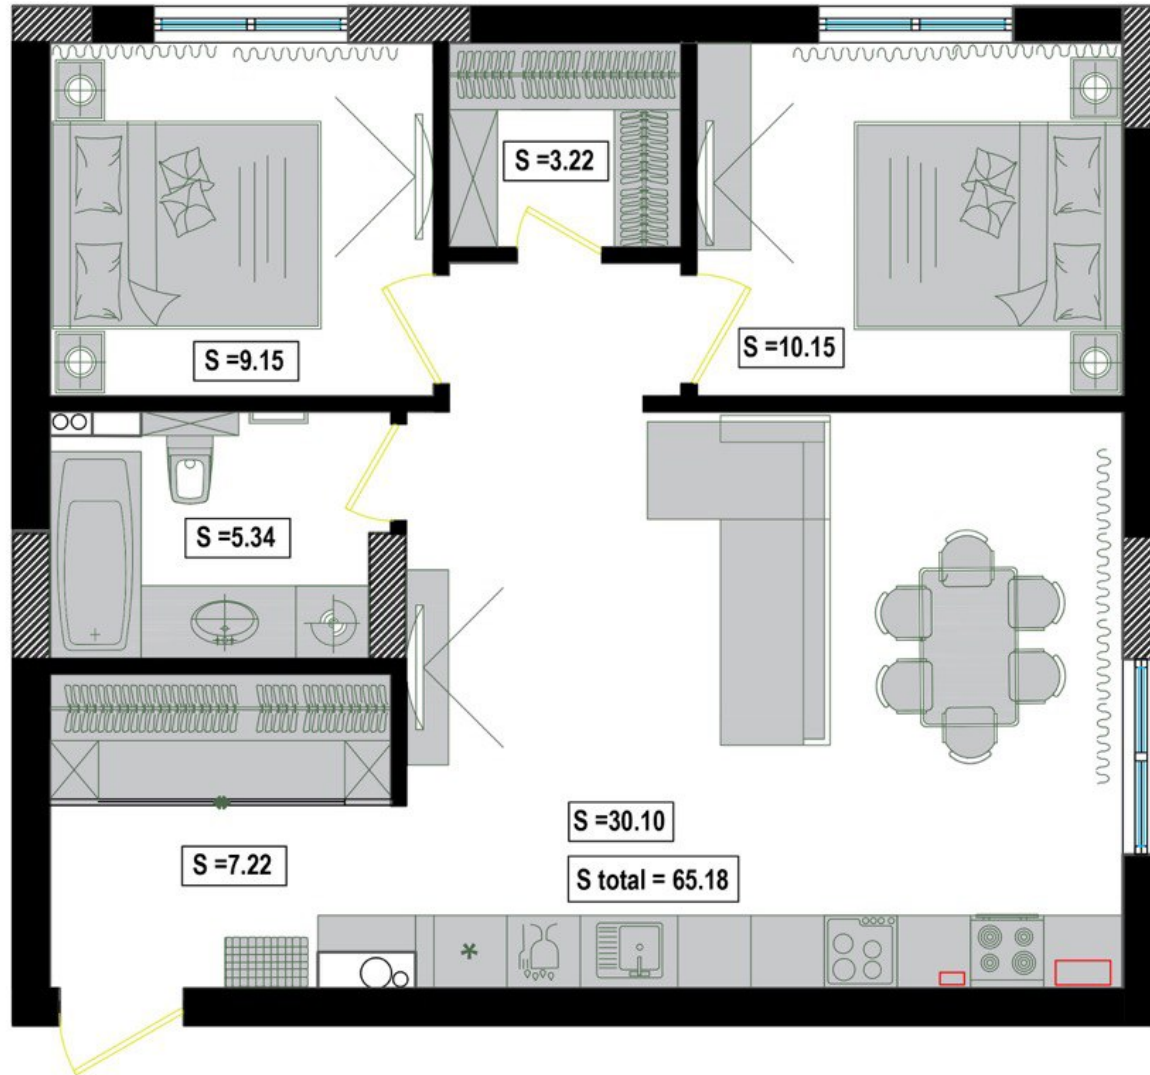 S =3.22
S =9.15
S =10.15
S =5.34
S =30.10
S =7.22
S total = 65.18